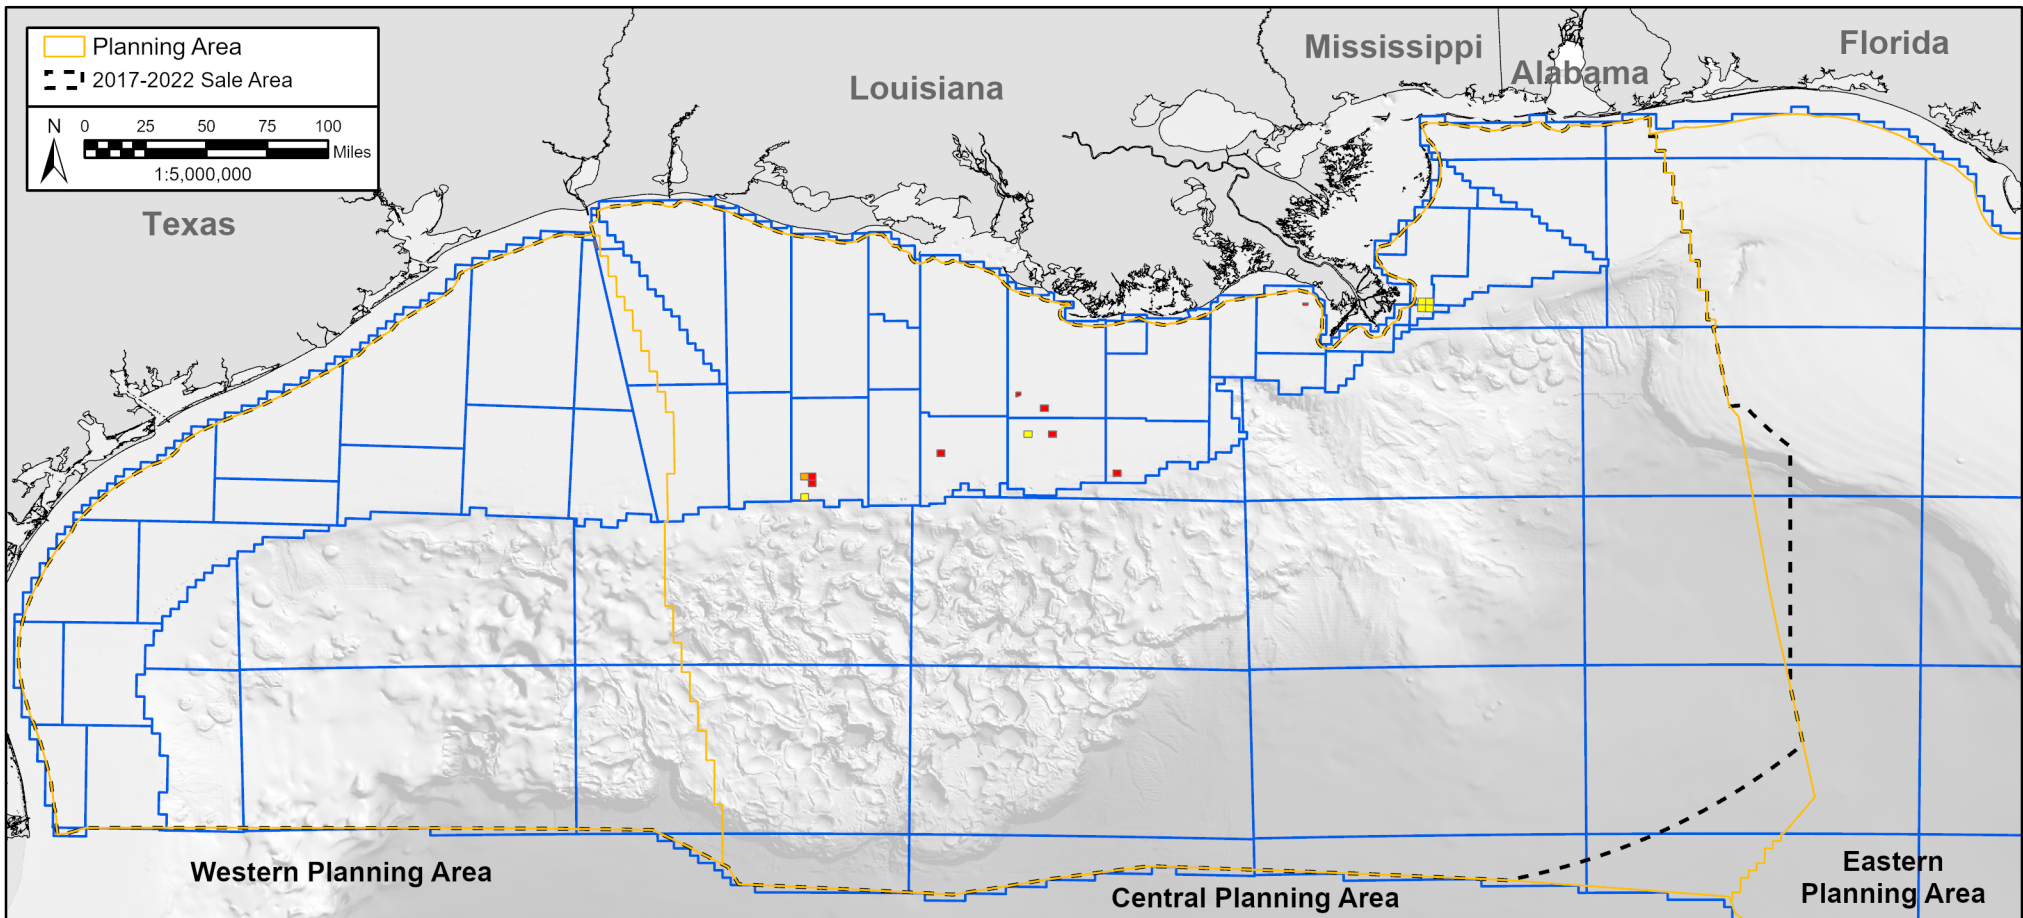 Planning Area
2017-2022 Sale Area
N 0 25 50 75 100
Miles
1:5,000,000
Texas
Louisiana
Mississippi
Alabama
Florida
Western Planning Area
Central Planning Area
Eastern
Planning Area